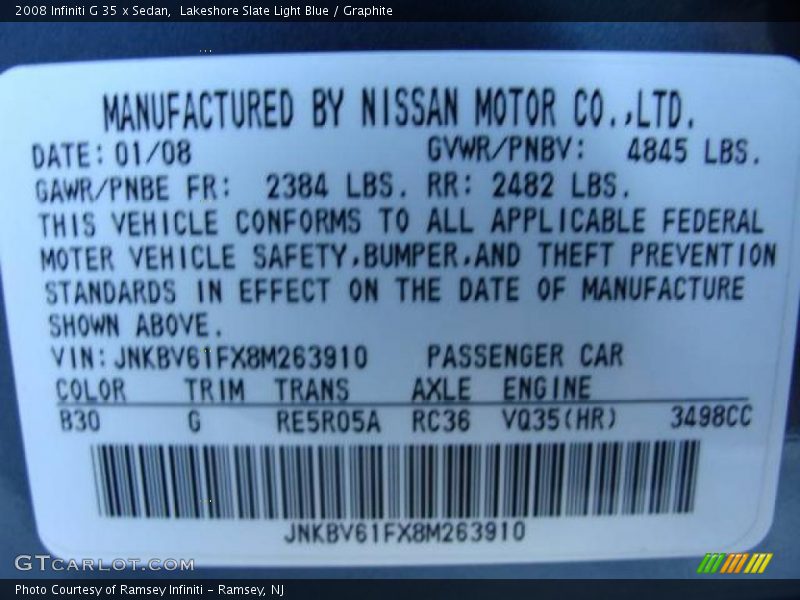 2008 Infiniti G 35 x Sedan,  Lakeshore Slate Light Blue / Graphite
MANUFACTURED BY NISSAN MOTOR CO.,LTD.
DATE: 01/08 GVWR/PNBV: 4845 LBS.
GAWR/PNBE FR: 2384 LBS. RR: 2482 LBS.
THIS VEHICLE CONFORMS TO ALL APPLICABLE FEDERAL
MOTER VEHICLE SAFETY,BUMPER,AND THEFT PREVENTION
STANDARDS IN EFFECT ON THE DATE OF MANUFACTURE
SHOWN ABOVE.
VIN: JNKBV61FX8M263910 PASSENGER CAR
COLOR TRIM TRANS AXLE ENGINE
B30 G RE5R05A RC36 VQ35(HR) 3498CC
JNKBV61FX8M263910
GTCARLOT.COM
Photo Courtesy of Ramsey Infiniti - Ramsey, NJ